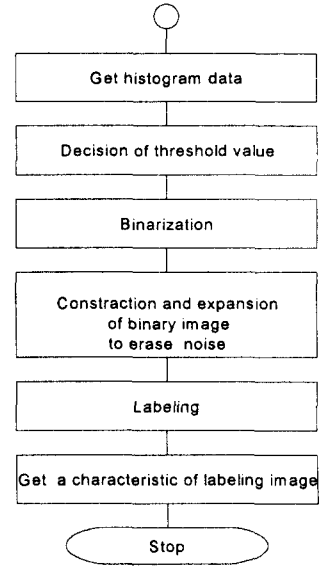 Get histogram data
Decision of threshold value
Binarization
Constraction and expansion
of binary image
to erase noise
Labeling
Get a characteristic of labeling image
Stop